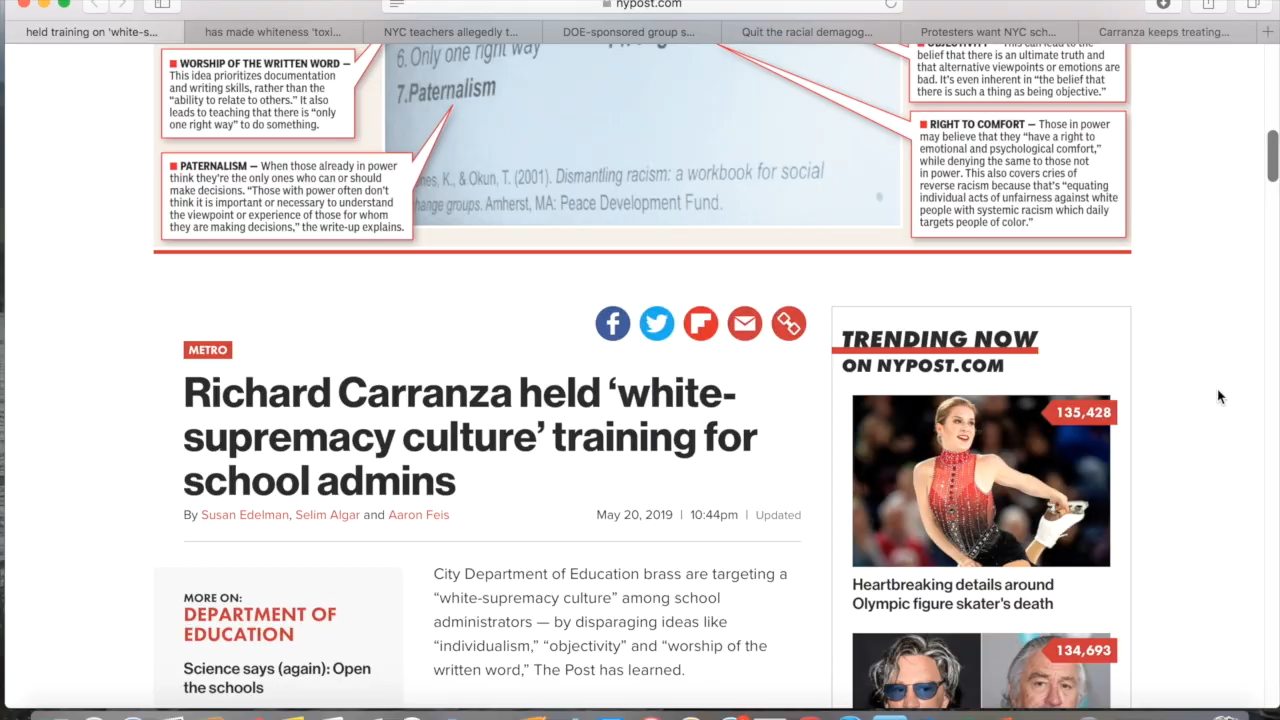 nypost.com
held training on 'white-s...
has made whiteness 'toxi...
NYC teachers allegedly t...
DOE-sponsored group s...
Quit the racial demagog...
Protesters want NYC sch...
Carranza keeps treating...
WORSHIP OF THE WRITTEN WORD —
This idea prioritizes documentation
and writing skills, rather than the
“ability to relate to others.” It also
leads to teaching that there is “only
one right way” to do something.
PATERNALISM — When those already in power
think they're the only ones who can or should
make decisions. “Those with power often don't
think it is important or necessary to understand
the viewpoint or experience of those for whom
they are making decisions,” the write-up explains.
6. Only one right way
7. Paternalism
nes, K., & Okun, T. (2001). Dismantling racism: a workbook for social
hange groups. Amherst, MA: Peace Development Fund.
OBJECTIVITY — This can lead to the
belief that there is an ultimate truth and
that alternative viewpoints or emotions are
bad. It's even inherent in “the belief that
there is such a thing as being objective.”
RIGHT TO COMFORT — Those in power
may believe that they “have a right to
emotional and psychological comfort,”
while denying the same to those not
in power. This also covers cries of
reverse racism because that's “equating
individual acts of unfairness against white
people with systemic racism which daily
targets people of color.”
METRO
Richard Carranza held ‘white-
supremacy culture’ training for
school admins
By Susan Edelman, Selim Algar and Aaron Feis
May 20, 2019 | 10:44pm | Updated
MORE ON:
DEPARTMENT OF
EDUCATION
Science says (again): Open
the schools
City Department of Education brass are targeting a
“white-supremacy culture” among school
administrators — by disparaging ideas like
“individualism,” “objectivity” and “worship of the
written word,” The Post has learned.
TRENDING NOW
ON NYPOST.COM
135,428
Heartbreaking details around
Olympic figure skater's death
134,693